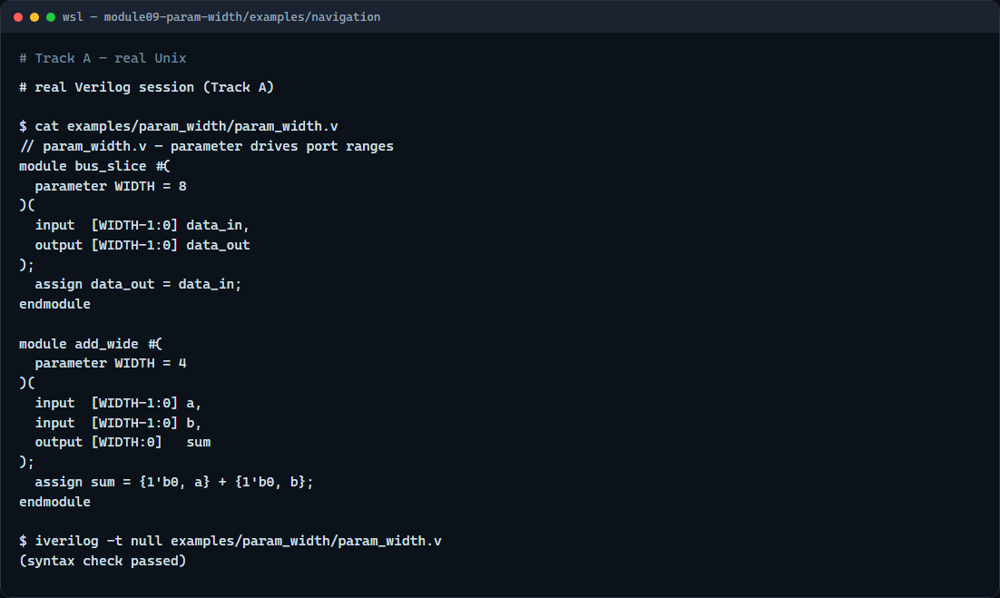 wsl — module09-param-width/examples/navigation
# Track A — real Unix
# real Verilog session (Track A)
$ cat examples/param_width/param_width.v
// param_width.v — parameter drives port ranges
module bus_slice #(
  parameter WIDTH = 8
)(
  input  [WIDTH-1:0] data_in,
  output [WIDTH-1:0] data_out
);
  assign data_out = data_in;
endmodule
module add_wide #(
  parameter WIDTH = 4
)(
  input  [WIDTH-1:0] a,
  input  [WIDTH-1:0] b,
  output [WIDTH:0]   sum
);
  assign sum = {1'b0, a} + {1'b0, b};
endmodule
$ iverilog -t null examples/param_width/param_width.v
(syntax check passed)